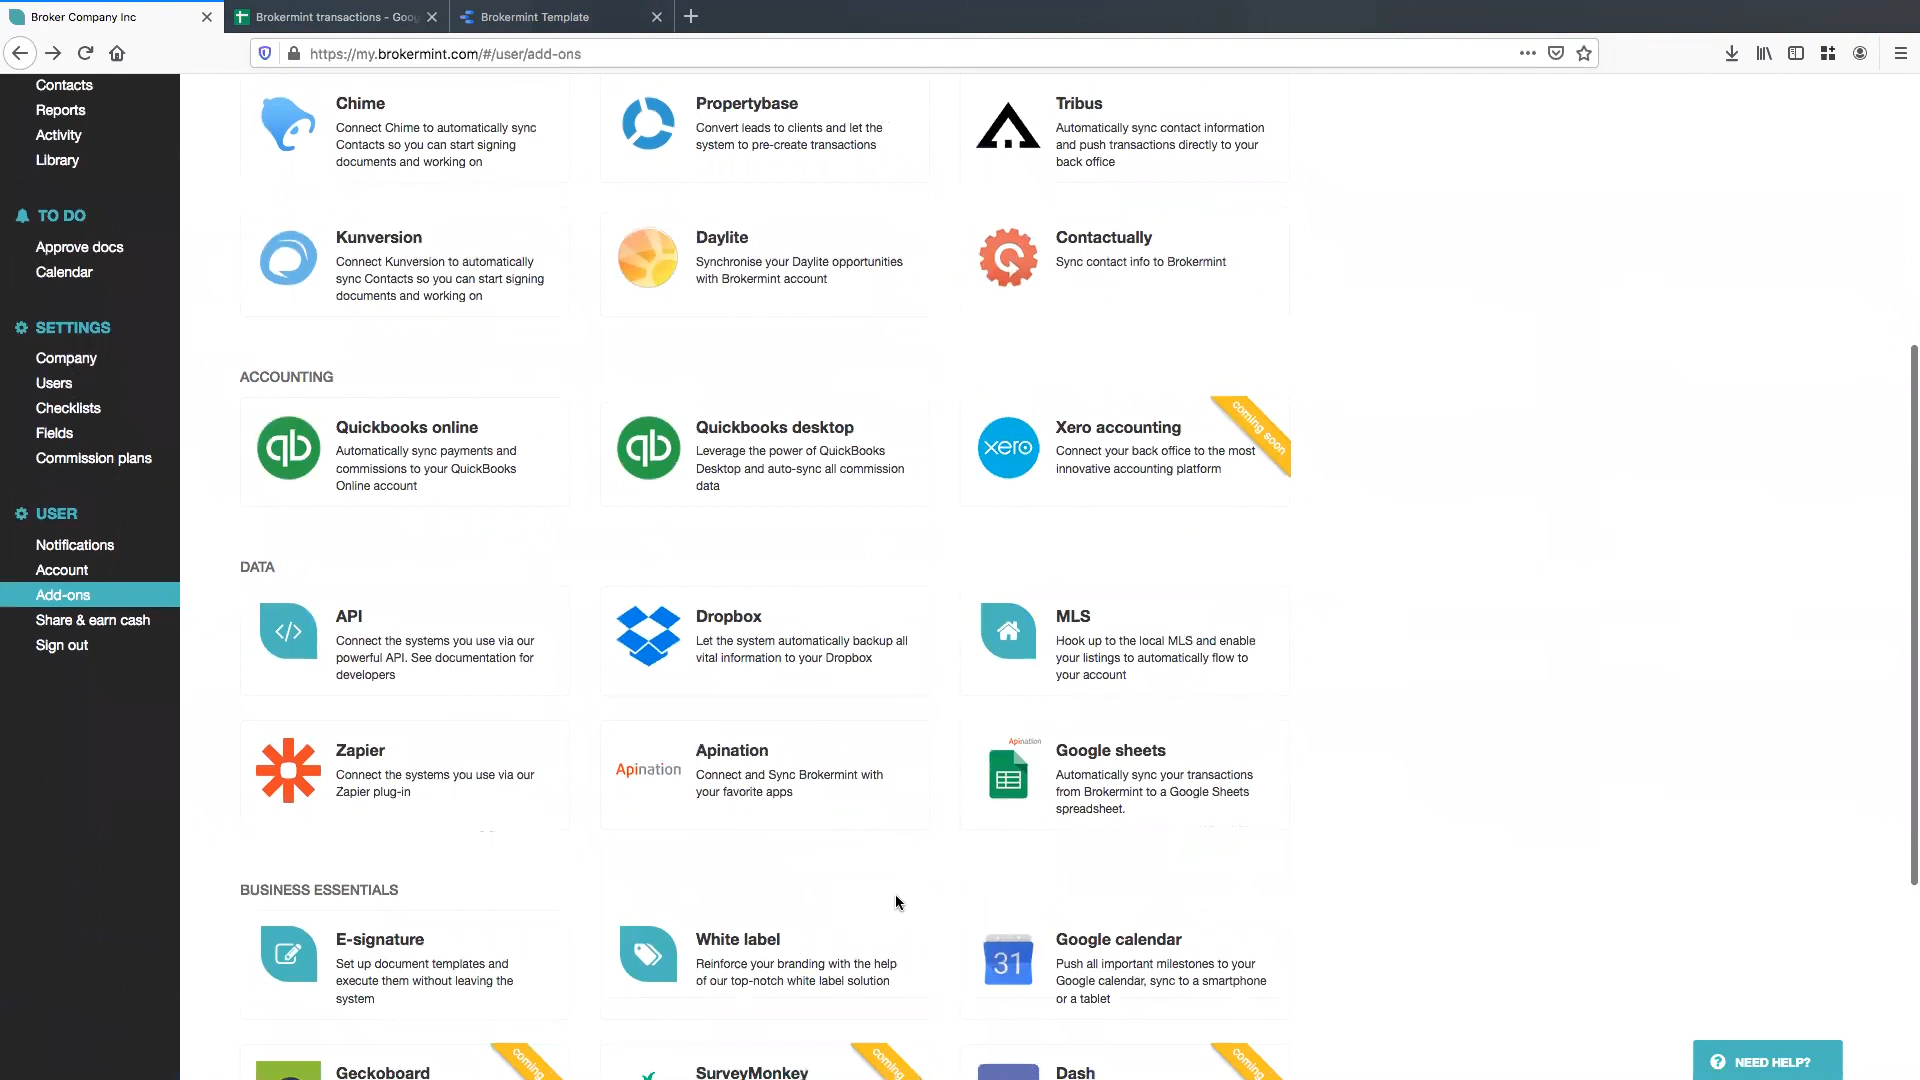 Broker Company Inc
Brokermint transactions - Goo
Brokermint Template
https://my.brokermint.com/#/user/add-ons
Contacts
Reports
Activity
Library
TO DO
Approve docs
Calendar
SETTINGS
Company
Users
Checklists
Fields
Commission plans
USER
Notifications
Account
Add-ons
Share & earn cash
Sign out
Chime
Connect Chime to automatically sync
Contacts so you can start signing
documents and working on
Propertybase
Convert leads to clients and let the
system to pre-create transactions
Tribus
Automatically sync contact information
and push transactions directly to your
back office
Kunversion
Connect Kunversion to automatically
sync Contacts so you can start signing
documents and working on
Daylite
Synchronise your Daylite opportunities
with Brokermint account
Contactually
Sync contact info to Brokermint
ACCOUNTING
qb
Quickbooks online
Automatically sync payments and
commissions to your QuickBooks
Online account
qb
Quickbooks desktop
Leverage the power of QuickBooks
Desktop and auto-sync all commission
data
xero
Xero accounting
Connect your back office to the most
innovative accounting platform
coming soon
DATA
</>
API
Connect the systems you use via our
powerful API. See documentation for
developers
Dropbox
Let the system automatically backup all
vital information to your Dropbox
MLS
Hook up to the local MLS and enable
your listings to automatically flow to
your account
Zapier
Connect the systems you use via our
Zapier plug-in
Apination
Apination
Connect and Sync Brokermint with
your favorite apps
Apination
Google sheets
Automatically sync your transactions
from Brokermint to a Google Sheets
spreadsheet.
BUSINESS ESSENTIALS
E-signature
Set up document templates and
execute them without leaving the
system
White label
Reinforce your branding with the help
of our top-notch white label solution
31
Google calendar
Push all important milestones to your
Google calendar, sync to a smartphone
or a tablet
Geckoboard
coming
SurveyMonkey
coming
Dash
coming
? NEED HELP?